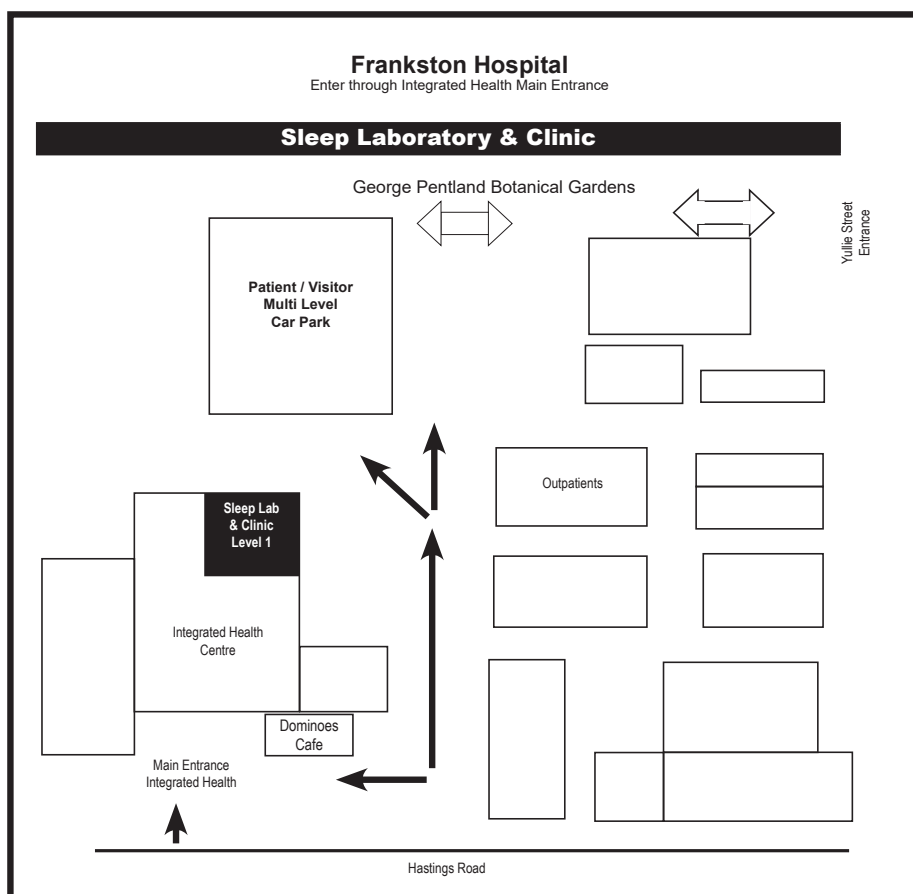 Frankston Hospital
Enter through Integrated Health Main Entrance
Sleep Laboratory & Clinic
George Pentland Botanical Gardens
Yullie Street
Entrance
Patient / Visitor
Multi Level
Car Park
Outpatients
Sleep Lab
& Clinic
Level 1
Integrated Health
Centre
Dominoes
Cafe
Main Entrance
Integrated Health
Hastings Road